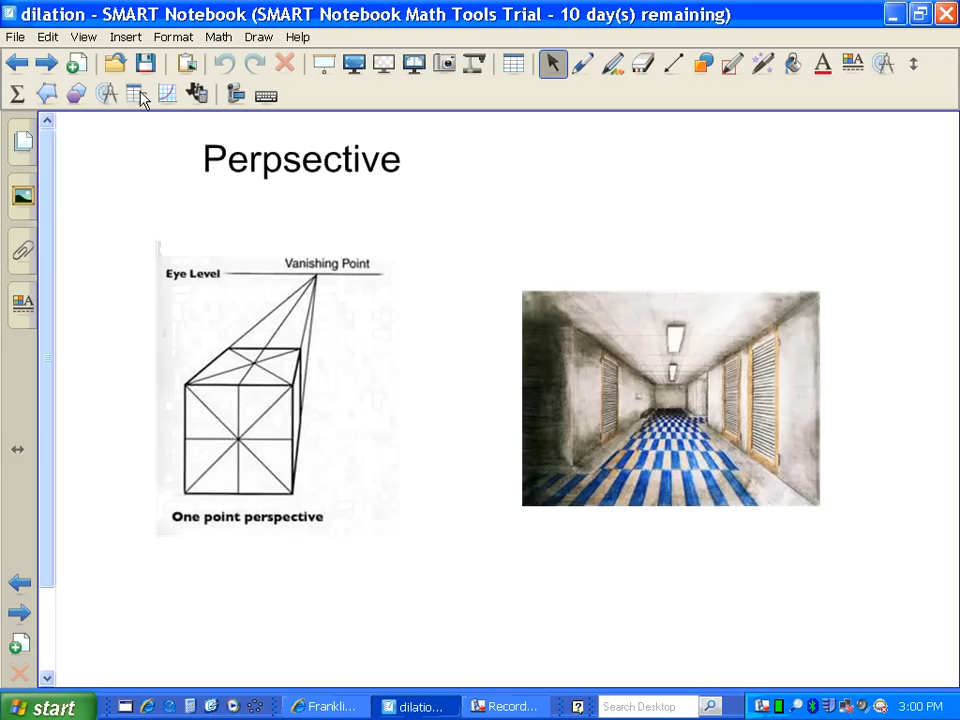 dilation - SMART Notebook (SMART Notebook Math Tools Trial - 10 day(s) remaining)
File Edit View Insert Format Math Draw Help
Perpsective
Vanishing Point
Eye Level
One point perspective
start
Frankli...
dilatio...
Record...
Search Desktop
3:00 PM